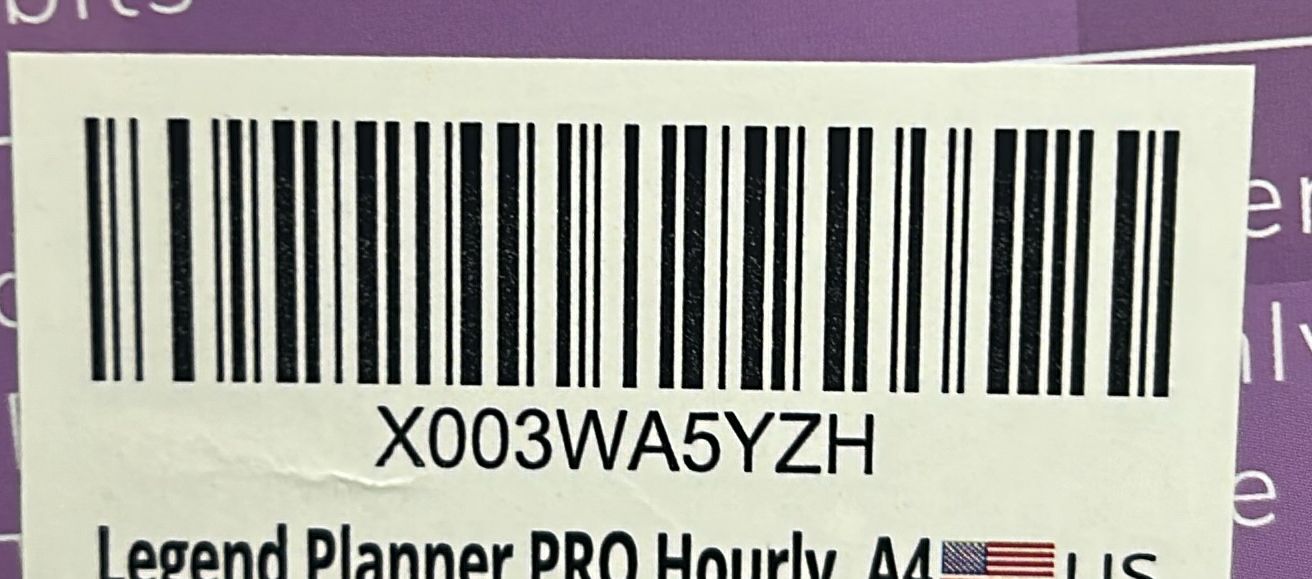 X003WA5YZH
Legend Planner PRO Hourly A4 US